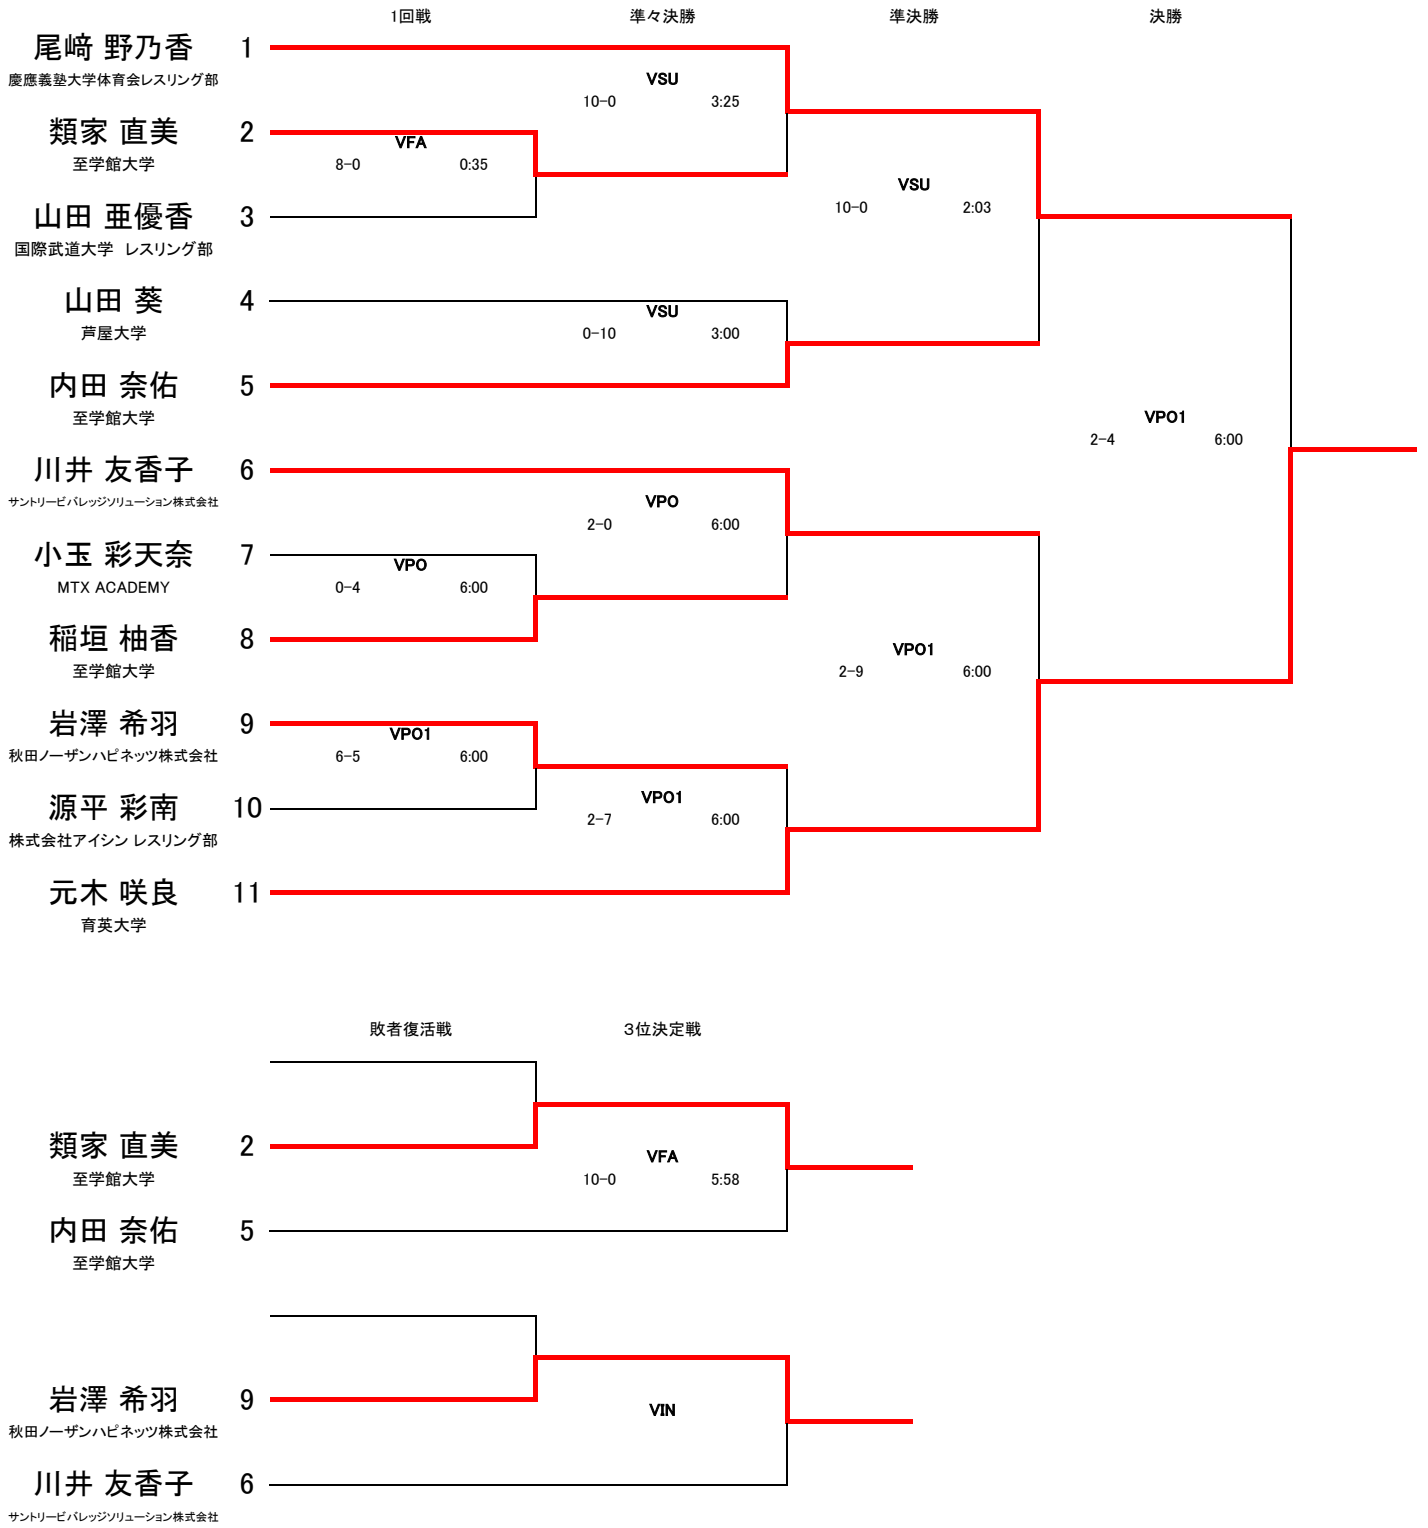 1回戦 準々決勝 準決勝 決勝
尾﨑 野乃香 1
慶應義塾大学体育会レスリング部
VSU
10-0 3:25
類家 直美 2
至学館大学
VFA
8-0 0:35
VSU
10-0 2:03
山田 亜優香 3
国際武道大学 レスリング部
山田 葵 4
芦屋大学
VSU
0-10 3:00
内田 奈佑 5
至学館大学
VPO1
2-4 6:00
川井 友香子 6
サントリービバレッジソリューション株式会社
VPO
2-0 6:00
小玉 彩天奈 7
MTX ACADEMY
VPO
0-4 6:00
稲垣 柚香 8
至学館大学
VPO1
2-9 6:00
岩澤 希羽 9
秋田ノーザンハピネッツ株式会社
VPO1
6-5 6:00
源平 彩南 10
株式会社アイシン レスリング部
VPO1
2-7 6:00
元木 咲良 11
育英大学
敗者復活戦 3位決定戦
類家 直美 2
至学館大学
VFA
10-0 5:58
内田 奈佑 5
至学館大学
岩澤 希羽 9
秋田ノーザンハピネッツ株式会社
VIN
川井 友香子 6
サントリービバレッジソリューション株式会社